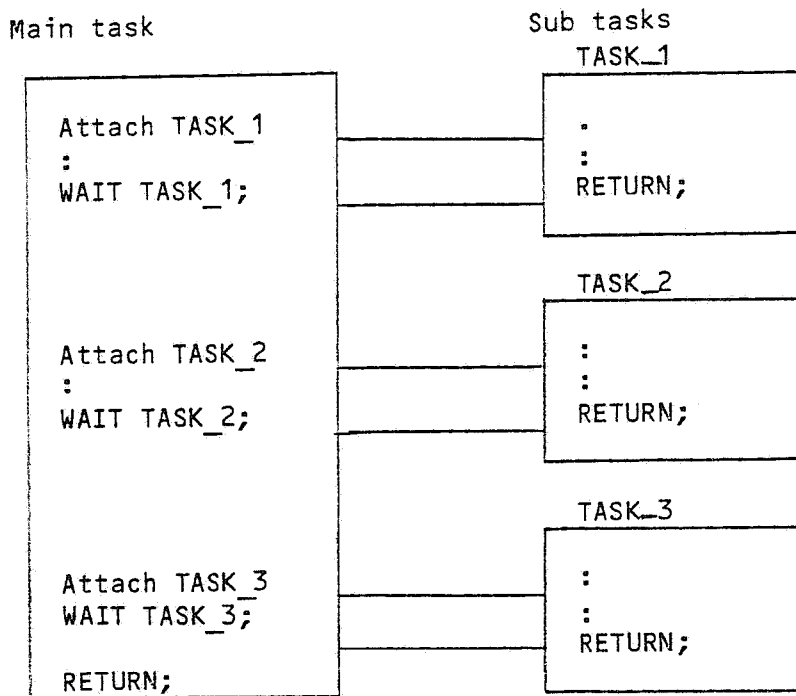 Main task
Sub tasks
TASK_1
Attach TASK_1
:
WAIT TASK_1;
.
:
RETURN;
TASK_2
Attach TASK_2
:
WAIT TASK_2;
:
:
RETURN;
TASK_3
Attach TASK_3
WAIT TASK_3;
RETURN;
:
:
RETURN;